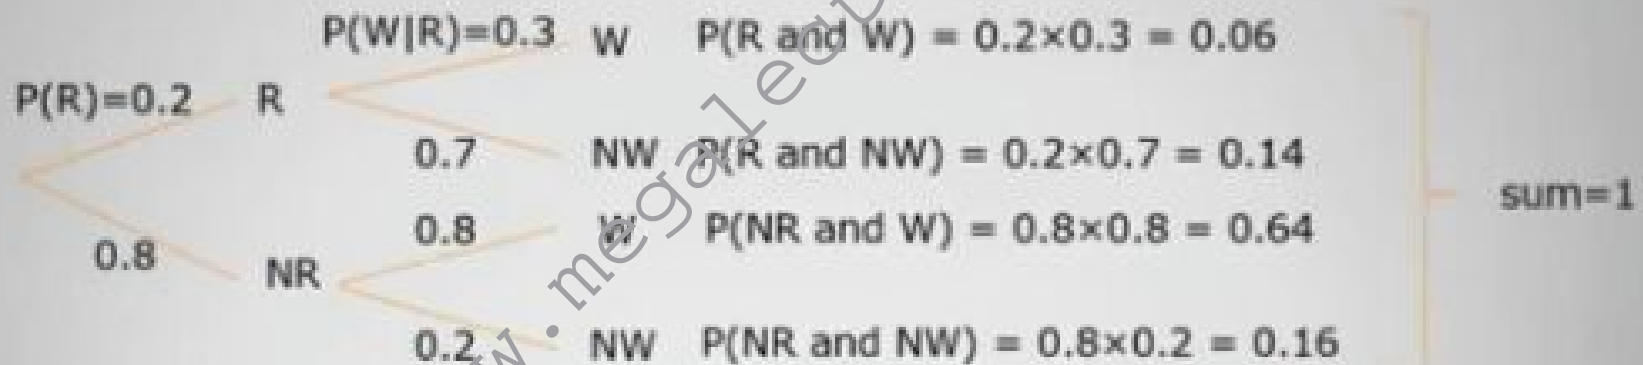 P(W|R)=0.3 W P(R and W) = 0.2×0.3 = 0.06
P(R)=0.2 R
0.7 NW P(R and NW) = 0.2×0.7 = 0.14
sum=1
0.8 W P(NR and W) = 0.8×0.8 = 0.64
0.8 NR
0.2 NW P(NR and NW) = 0.8×0.2 = 0.16
w.megalec